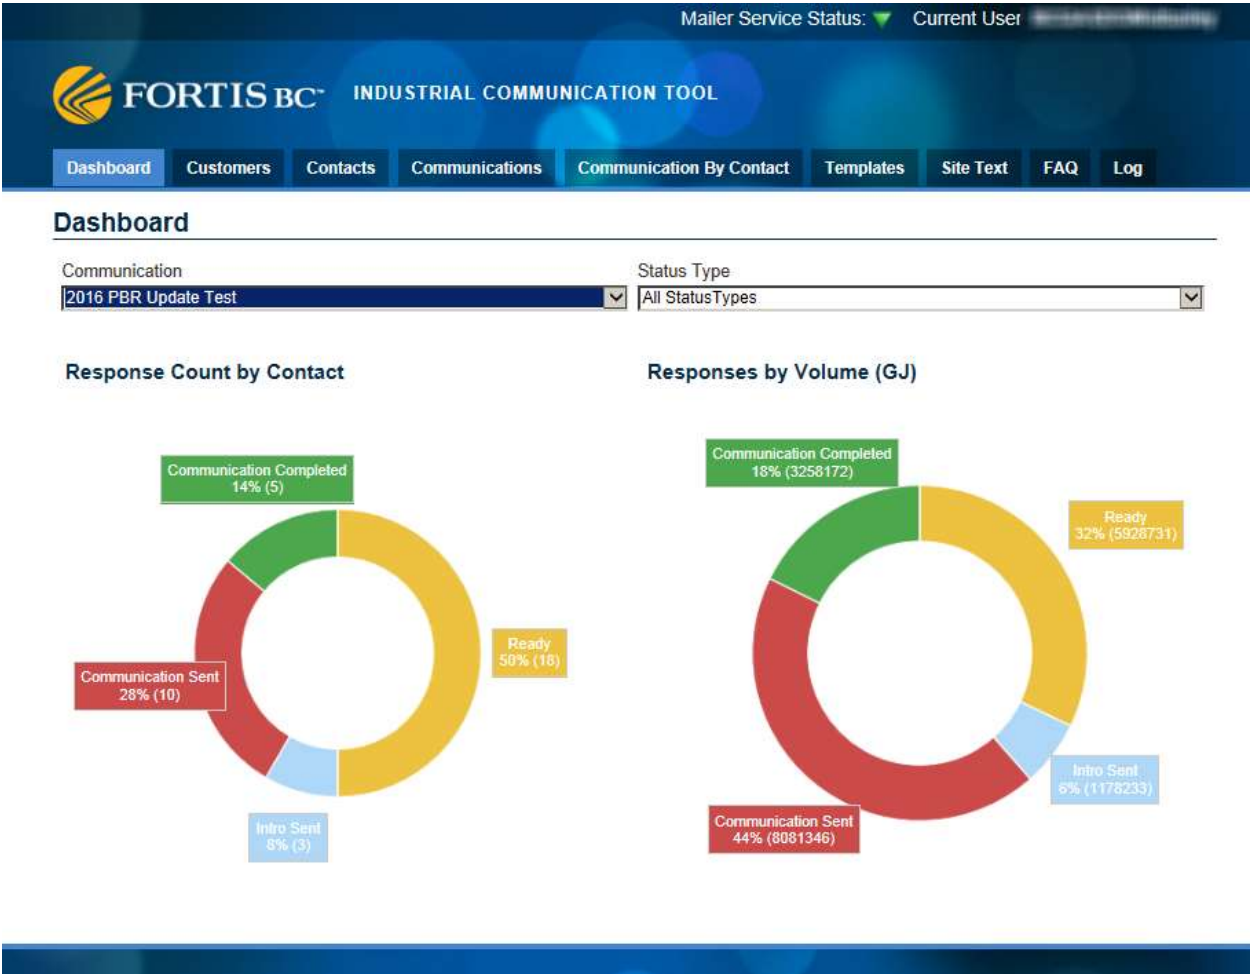 Mailer Service Status: Current User
FORTIS BC™ INDUSTRIAL COMMUNICATION TOOL
Dashboard Customers Contacts Communications Communication By Contact Templates Site Text FAQ Log
Dashboard
Communication Status Type
2016 PBR Update Test All StatusTypes
Response Count by Contact Responses by Volume (GJ)
Communication Completed
14% (5)
Ready
50% (18)
Communication Sent
28% (10)
Intro Sent
8% (3)
Communication Completed
18% (3258172)
Ready
32% (5928731)
Intro Sent
6% (1178233)
Communication Sent
44% (8081346)